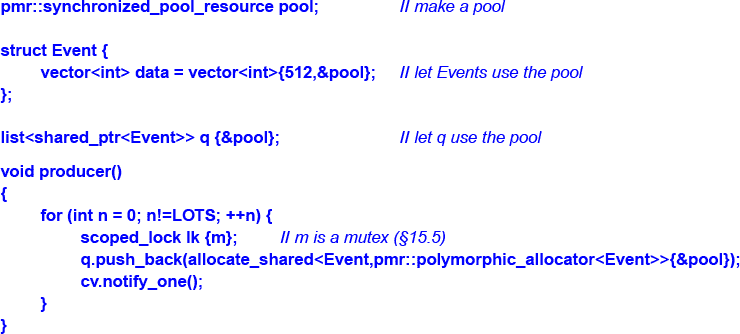 pmr::synchronized_pool_resource pool; // make a pool
struct Event {
vector<int> data = vector<int>{512,&pool}; // let Events use the pool
};
list<shared_ptr<Event>> q {&pool}; // let q use the pool
void producer()
{
for (int n = 0; n!=LOTS; ++n) {
scoped_lock lk {m}; // m is a mutex (§15.5)
q.push_back(allocate_shared<Event,pmr::polymorphic_allocator<Event>>{&pool});
cv.notify_one();
}
}